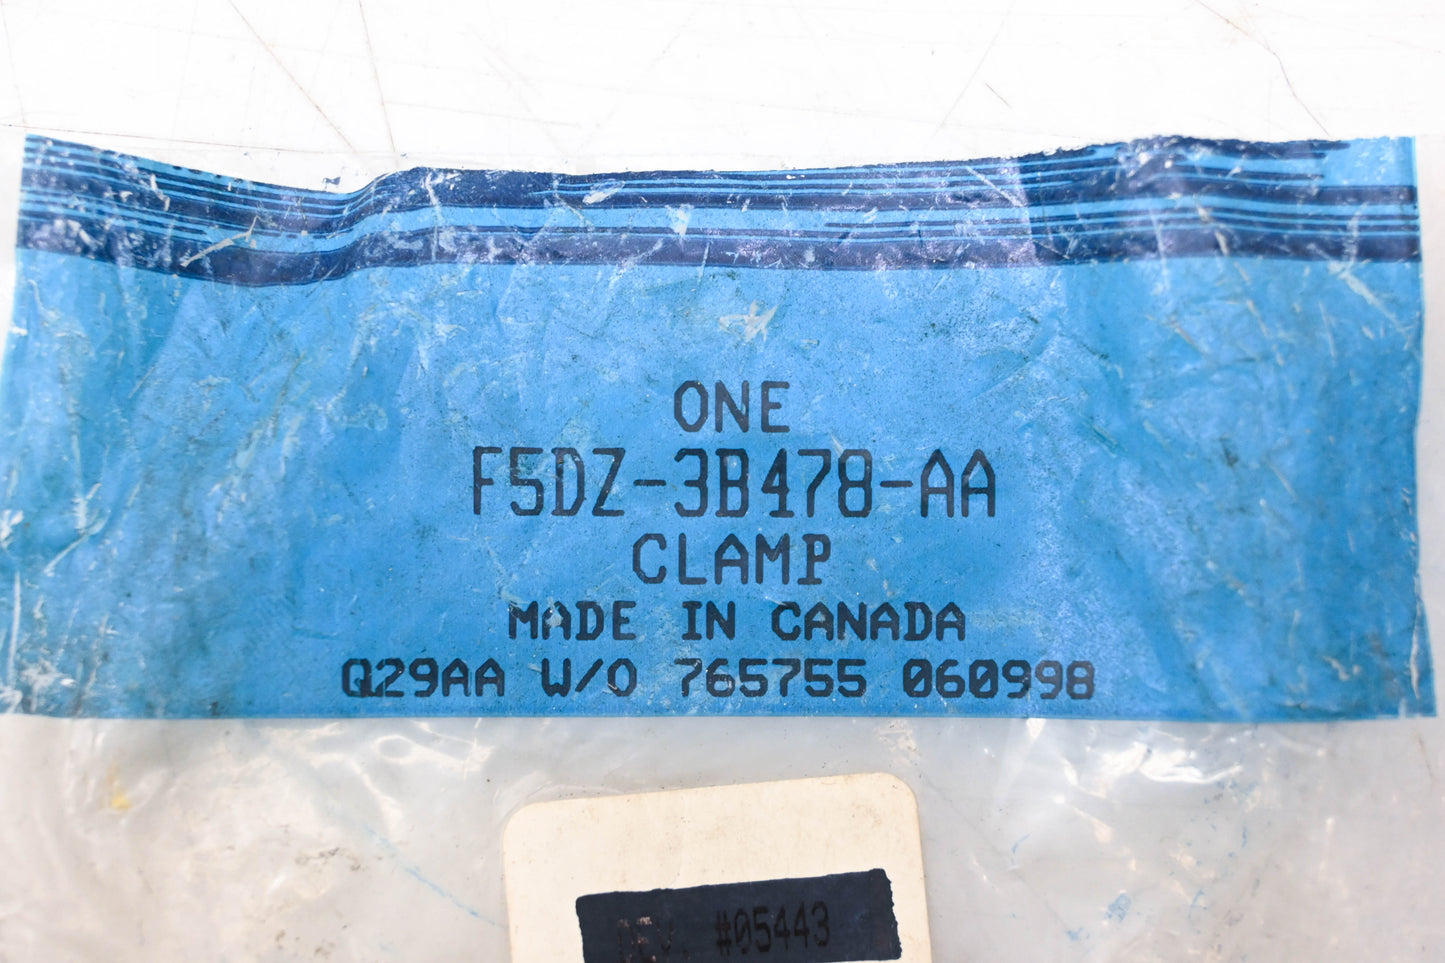 ONE
F5DZ-3B478-AA
CLAMP
MADE IN CANADA
Q29AA W/O 765755 060998
#05443